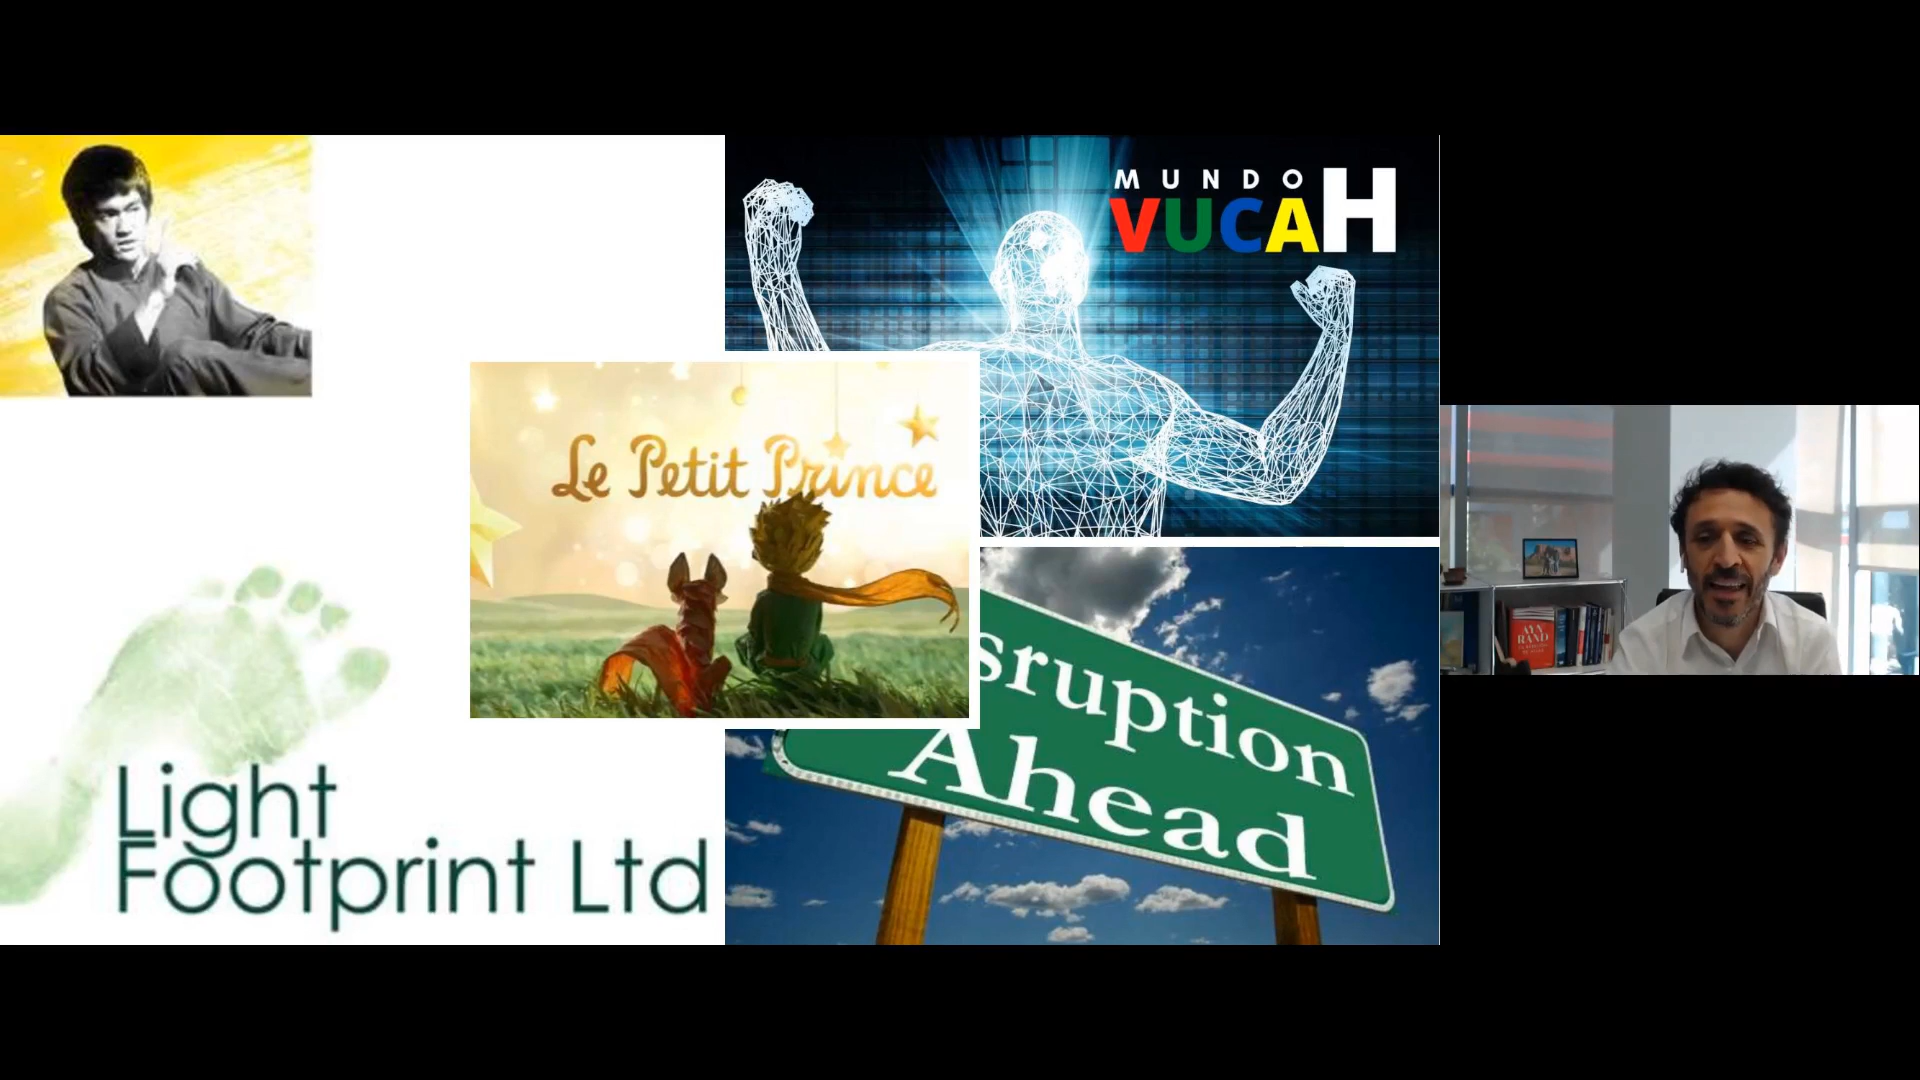 MUNDO
VUCAH
Le Petit Prince
sruption
Ahead
Light
Footprint Ltd
AYN
RAND